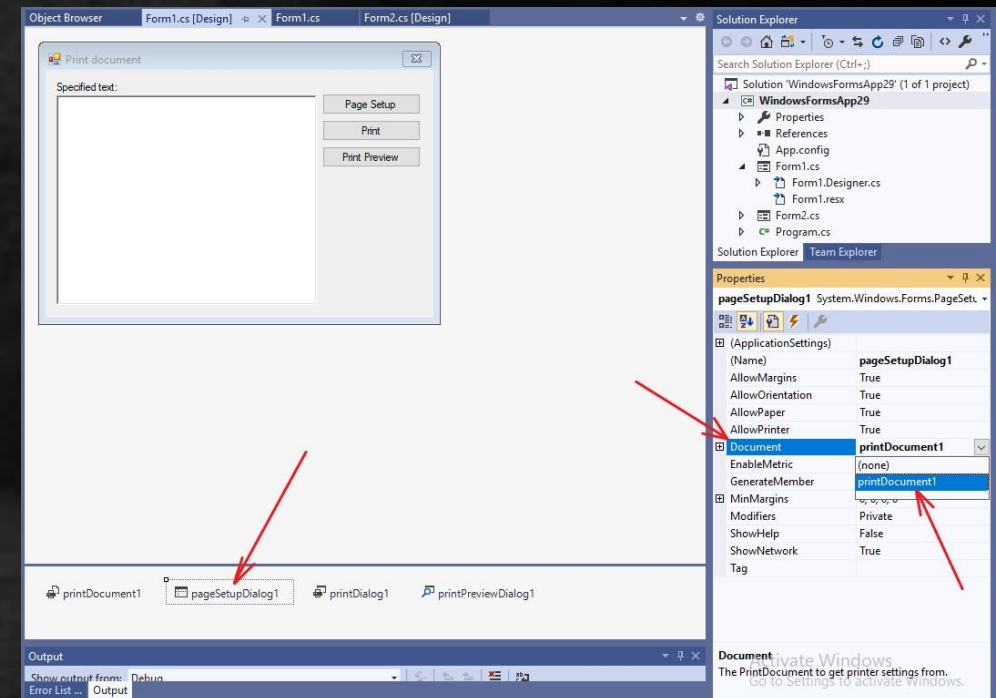 Object Browser Form1.cs [Design] Form1.cs Form2.cs [Design]
Print document
Specified text:
Page Setup
Print
Print Preview
printDocument1 pageSetupDialog1 printDialog1 printPreviewDialog1
Output
Show output from: Debug
Error List ... Output
Solution Explorer
Search Solution Explorer (Ctrl+;)
Solution 'WindowsFormsApp29' (1 of 1 project)
C# WindowsFormsApp29
Properties
References
App.config
Form1.cs
Form1.Designer.cs
Form1.resx
Form2.cs
C# Program.cs
Solution Explorer Team Explorer
Properties
pageSetupDialog1 System.Windows.Forms.PageSetu
(ApplicationSettings)
(Name) pageSetupDialog1
AllowMargins True
AllowOrientation True
AllowPaper True
AllowPrinter True
Document printDocument1
EnableMetric (none)
GenerateMember printDocument1
MinMargins
Modifiers Private
ShowHelp False
ShowNetwork True
Tag
Document
The PrintDocument to get printer settings from.
Activate Windows
Go to Settings to activate Windows.